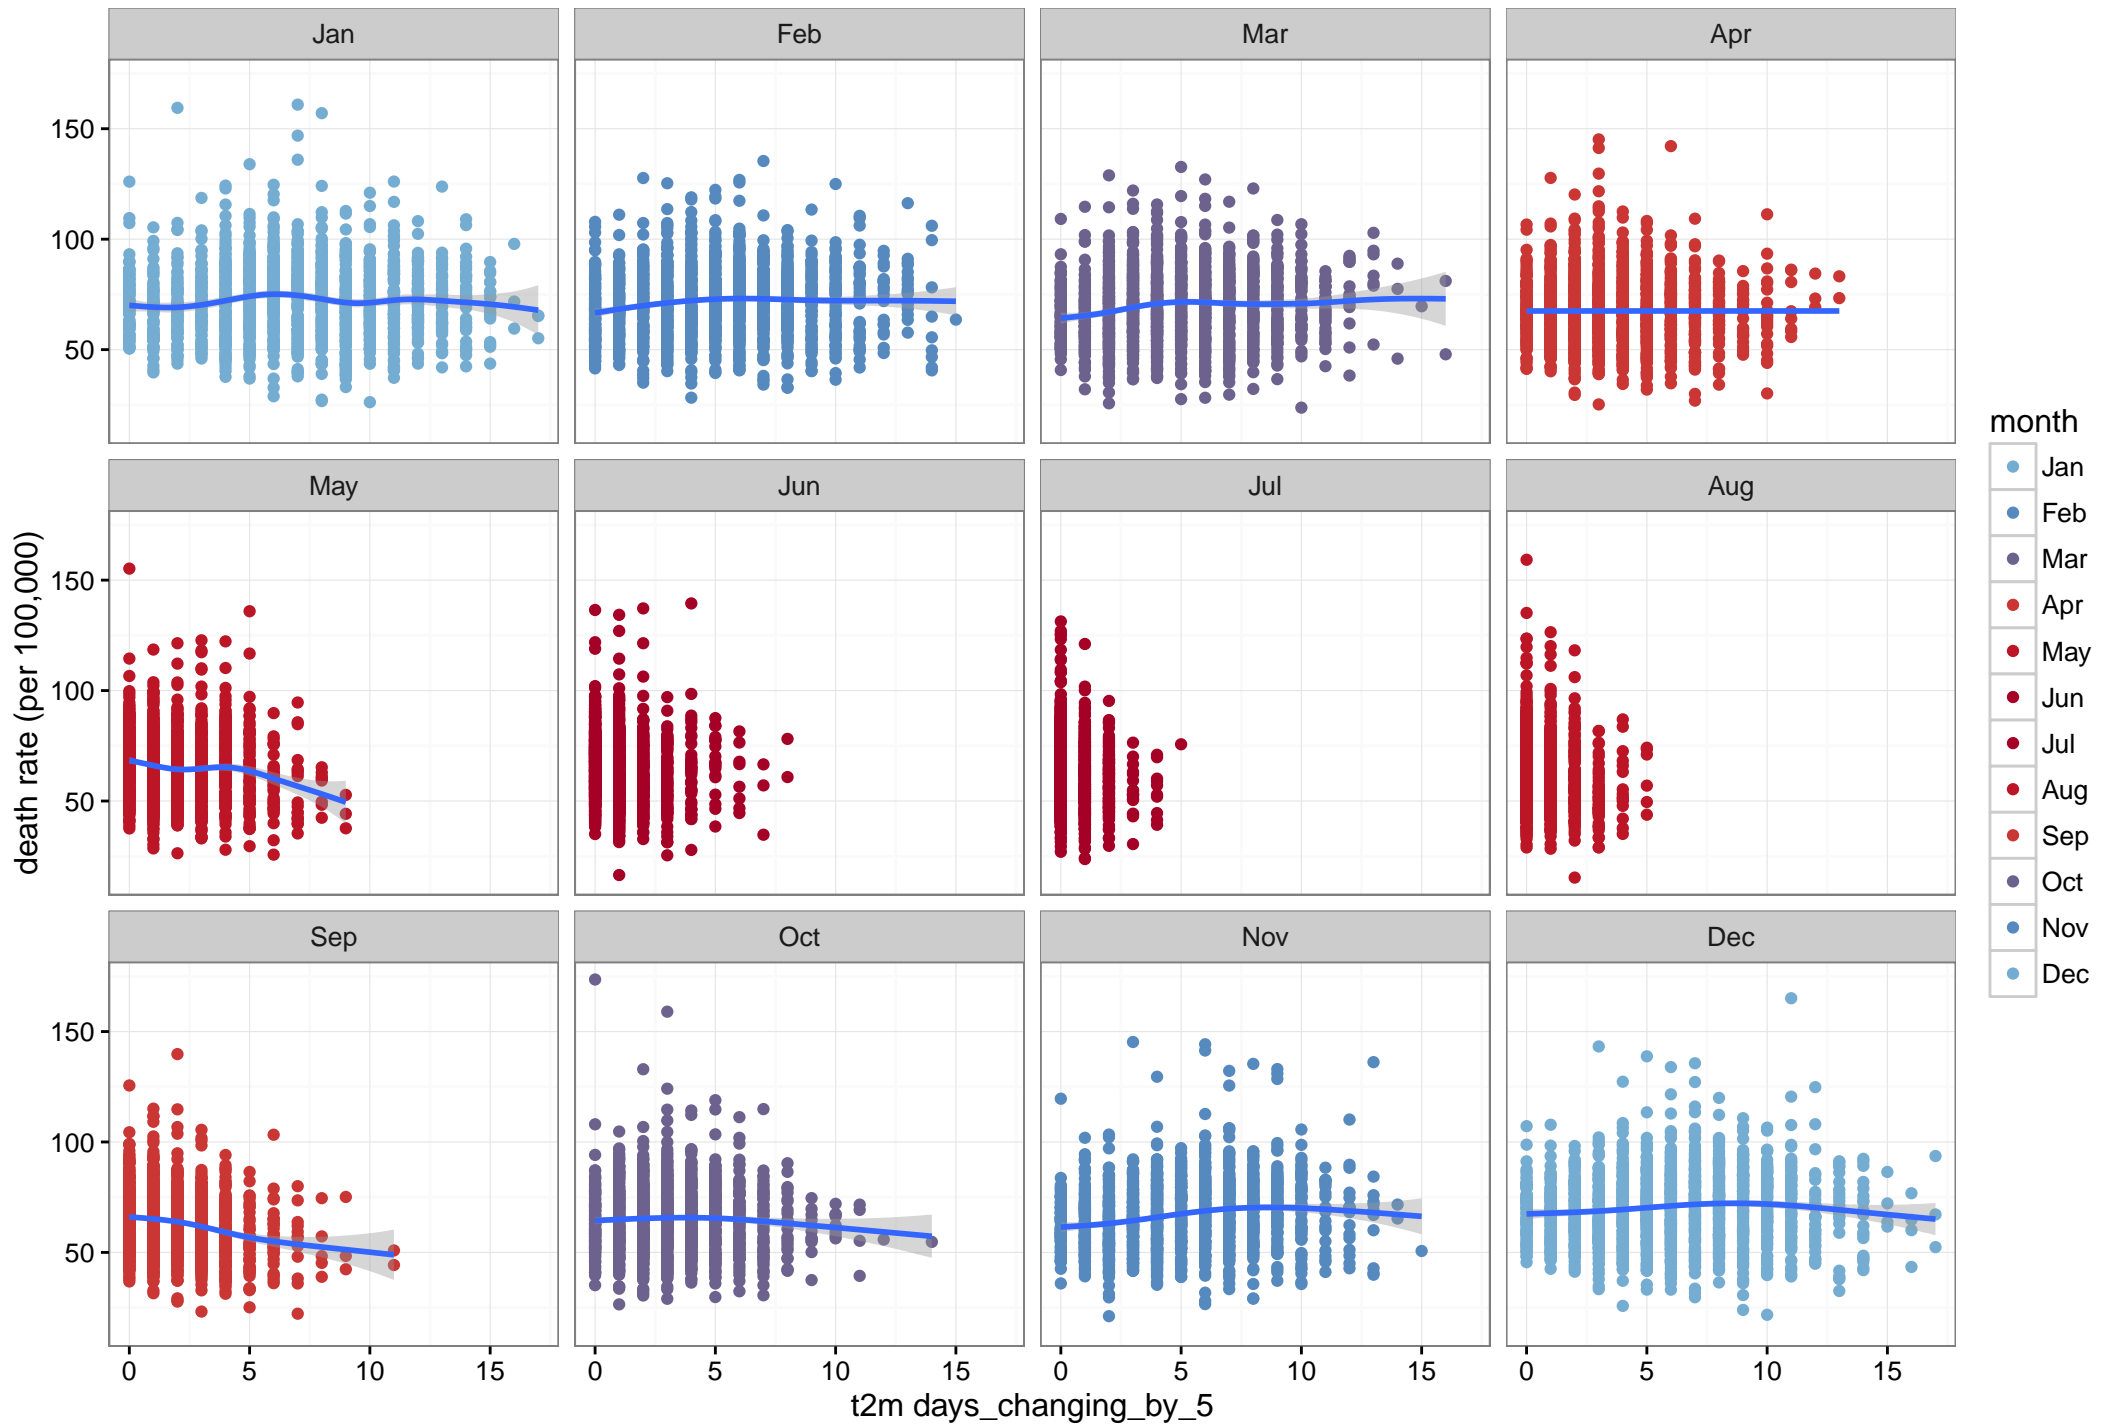 Jan Feb Mar Apr
150
100
50
May Jun Jul Aug
150
100
50
Sep Oct Nov Dec
150
100
50
0 5 10 15 0 5 10 15 0 5 10 15 0 5 10 15
t2m days_changing_by_5
death rate (per 100,000)
month
Jan
Feb
Mar
Apr
May
Jun
Jul
Aug
Sep
Oct
Nov
Dec